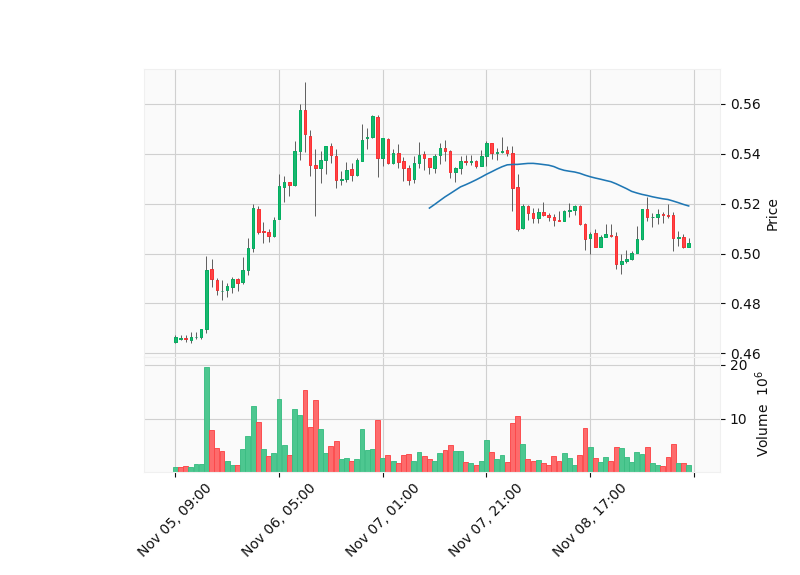 0.56
0.54
0.52
0.50
0.48
0.46
Price
20
10
Volume 10^6
Nov 05, 09:00
Nov 06, 05:00
Nov 07, 01:00
Nov 07, 21:00
Nov 08, 17:00